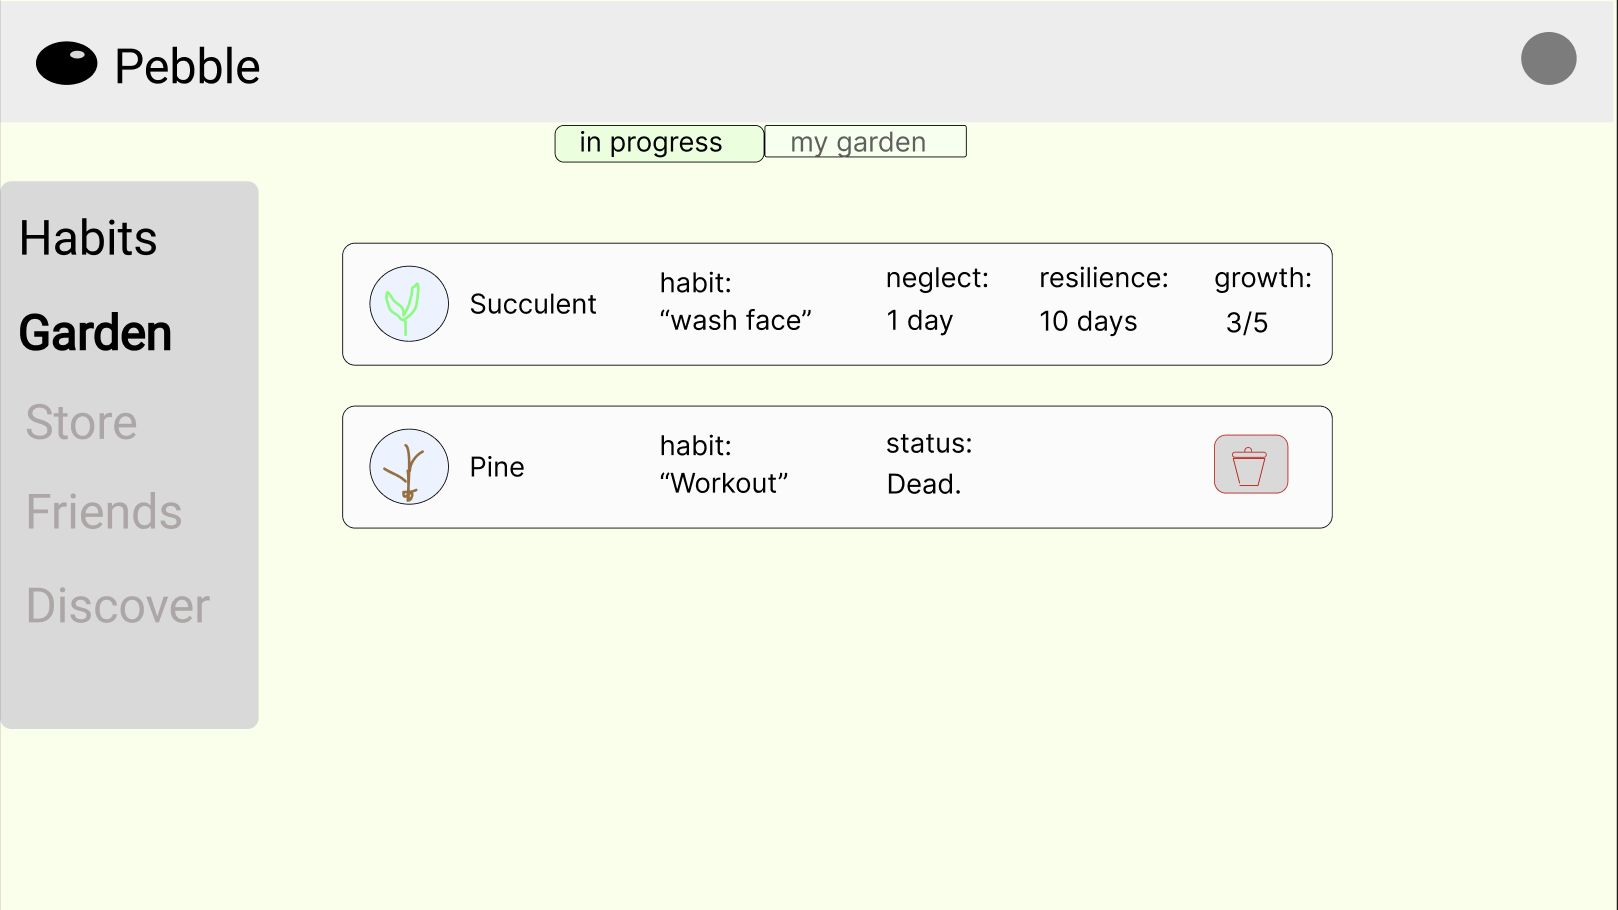 Pebble
in progress
my garden
Habits
Garden
Store
Friends
Discover
Succulent
habit:
“wash face”
neglect:
1 day
resilience:
10 days
growth:
3/5
Pine
habit:
“Workout”
status:
Dead.